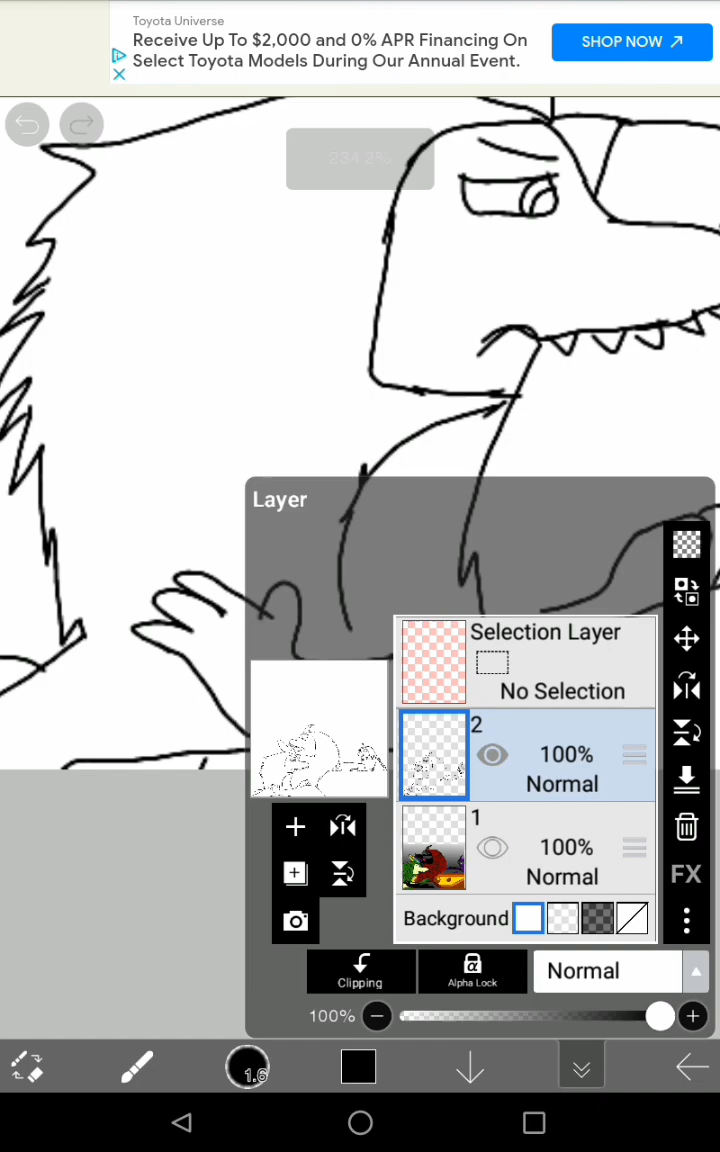 Toyota Universe
Receive Up To $2,000 and 0% APR Financing On
Select Toyota Models During Our Annual Event.
SHOP NOW
234.2%
Layer
Selection Layer
No Selection
2
100%
Normal
1
100%
Normal
Background
FX
Clipping
α
Alpha Lock
Normal
100%
1.6